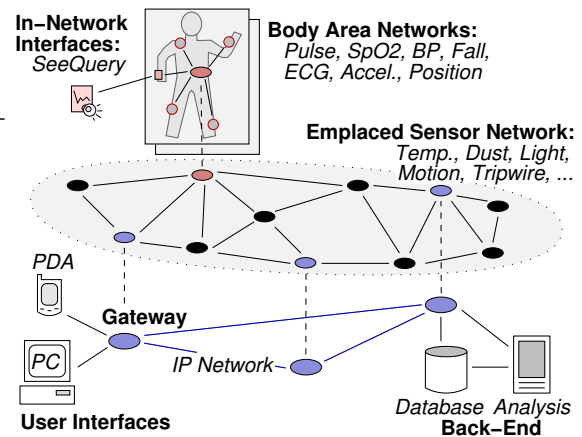 In-Network
Interfaces:
SeeQuery
Body Area Networks:
Pulse, SpO2, BP, Fall,
ECG, Accel., Position
Emplaced Sensor Network:
Temp., Dust, Light,
Motion, Tripwire, ...
PDA
Gateway
PC
IP Network
User Interfaces
Database Analysis
Back-End